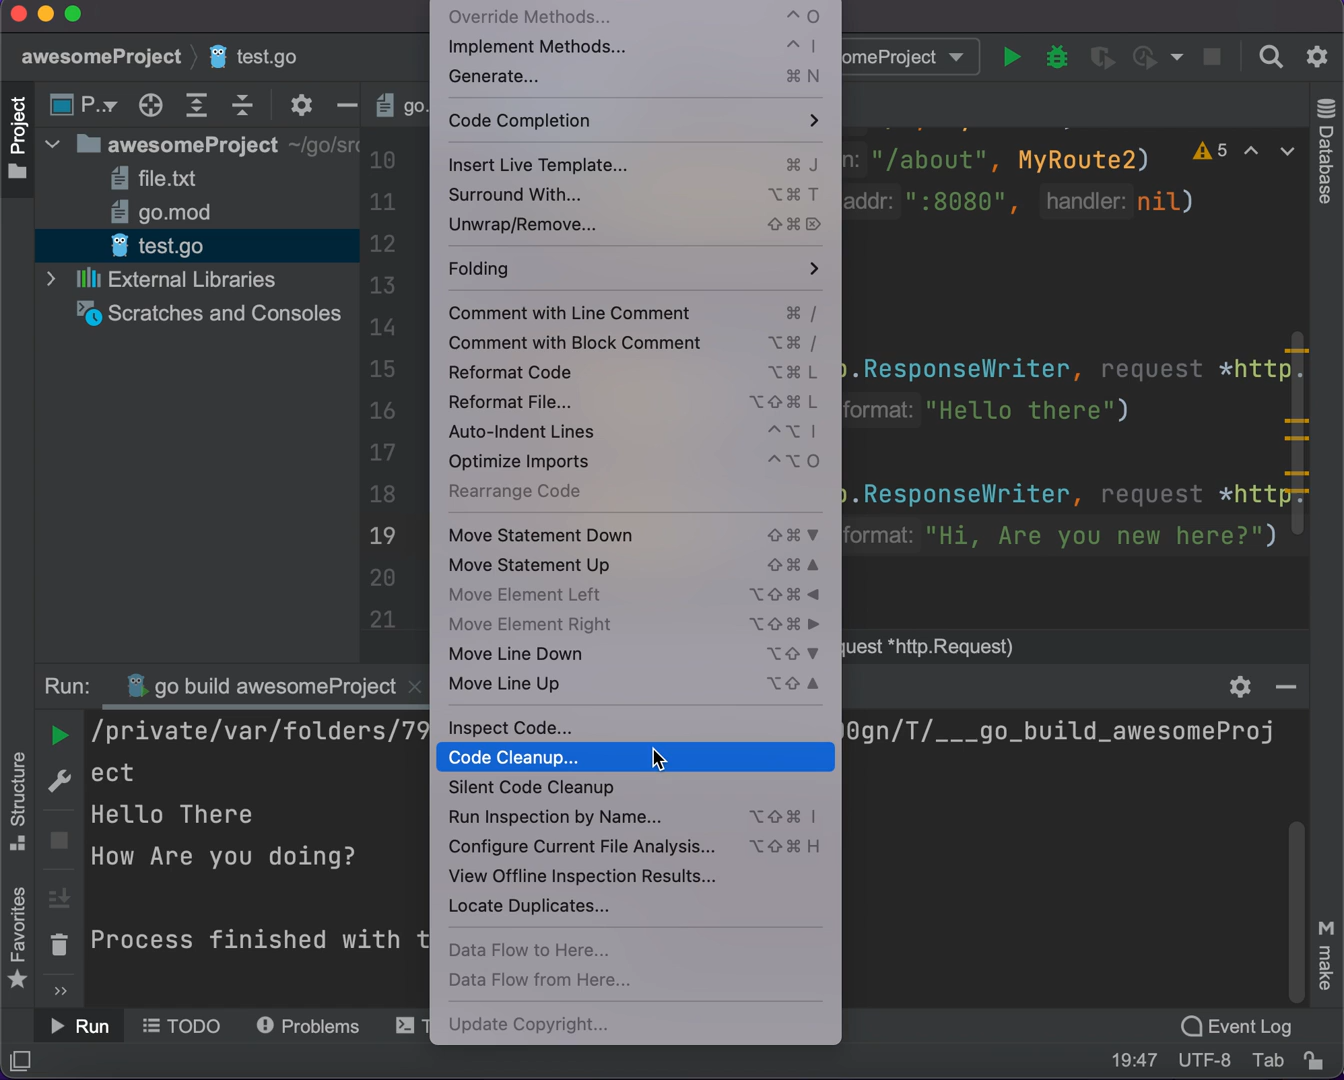 awesomeProject
test.go
Override Methods... ^ O
Implement Methods... ^ I
Generate... ⌘ N
Code Completion
Insert Live Template... ⌘ J
Surround With... ⌥⌘ T
Unwrap/Remove... ⇧⌘⌦
Folding
Comment with Line Comment ⌘ /
Comment with Block Comment ⌥⌘ /
Reformat Code ⌥⌘ L
Reformat File... ⌥⇧⌘ L
Auto-Indent Lines ^⌥ I
Optimize Imports ^⌥ O
Rearrange Code
Move Statement Down ⇧⌘▼
Move Statement Up ⇧⌘▲
Move Element Left ⌥⇧⌘◀
Move Element Right ⌥⇧⌘▶
Move Line Down ⌥⇧▼
Move Line Up ⌥⇧▲
Inspect Code...
Code Cleanup...
Silent Code Cleanup
Run Inspection by Name... ⌥⇧⌘ I
Configure Current File Analysis... ⌥⇧⌘ H
View Offline Inspection Results...
Locate Duplicates...
Data Flow to Here...
Data Flow from Here...
Update Copyright...
omeProject
Project
P..
go.
awesomeProject ~/go/src
file.txt
go.mod
test.go
External Libraries
Scratches and Consoles
10
11
12
13
14
15
16
17
18
19
20
21
n: "/about", MyRoute2)
5
addr: ":8080", handler: nil)
.ResponseWriter, request *http.
format: "Hello there")
.ResponseWriter, request *http.
format: "Hi, Are you new here?")
uest *http.Request)
Database
make
Structure
Favorites
Run: go build awesomeProject
/private/var/folders/79
0gn/T/___go_build_awesomeProj
ect
Hello There
How Are you doing?
Process finished with t
Run
TODO
Problems
T
Event Log
19:47 UTF-8 Tab